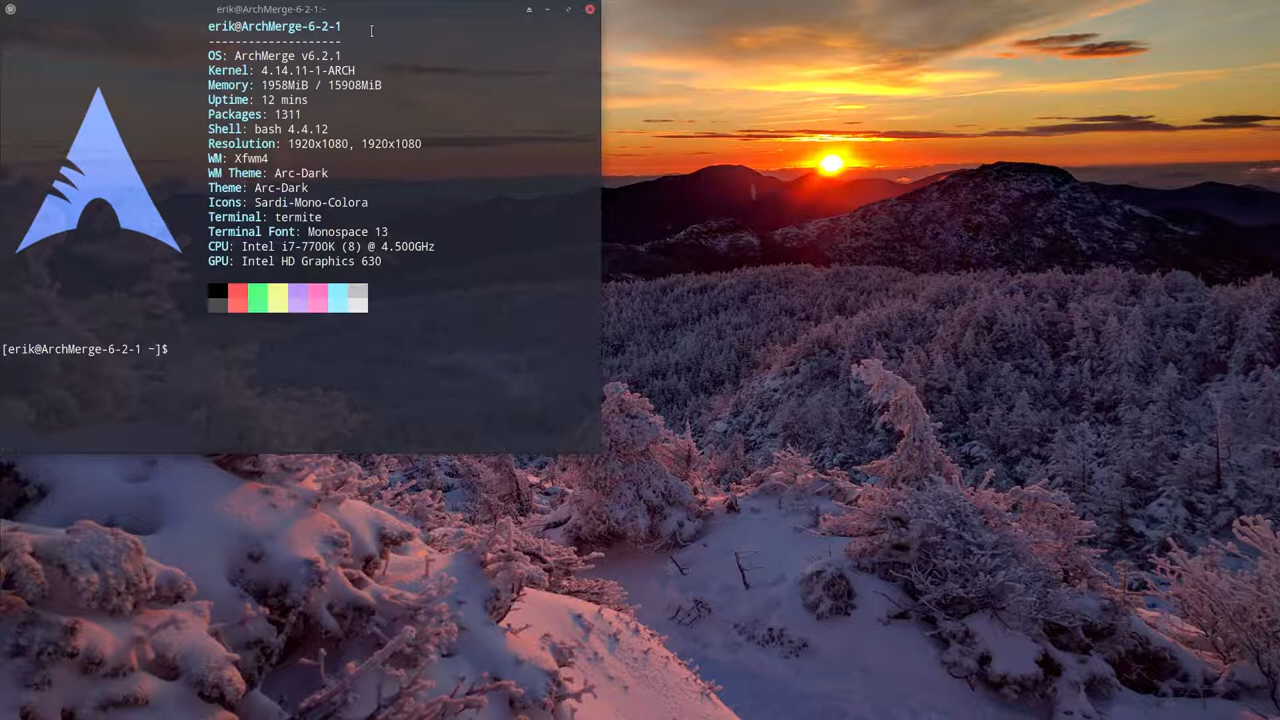 erik@ArchMerge-6-2-1:~
erik@ArchMerge-6-2-1
--------------------
OS: ArchMerge v6.2.1
Kernel: 4.14.11-1-ARCH
Memory: 1958MiB / 15908MiB
Uptime: 12 mins
Packages: 1311
Shell: bash 4.4.12
Resolution: 1920x1080, 1920x1080
WM: Xfwm4
WM Theme: Arc-Dark
Theme: Arc-Dark
Icons: Sardi-Mono-Colora
Terminal: termite
Terminal Font: Monospace 13
CPU: Intel i7-7700K (8) @ 4.500GHz
GPU: Intel HD Graphics 630
[erik@ArchMerge-6-2-1 ~]$